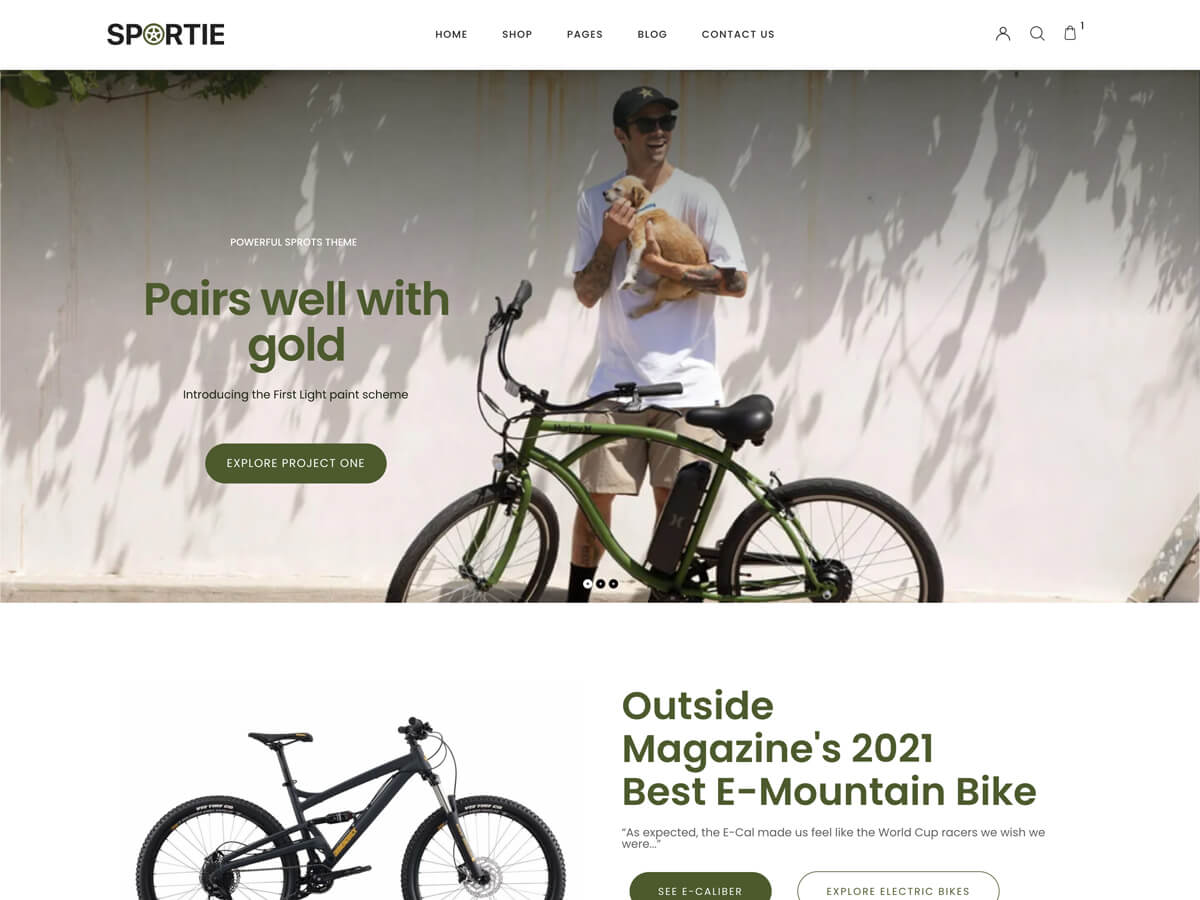 SPORTIE
HOME
SHOP
PAGES
BLOG
CONTACT US
1
POWERFUL SPROTS THEME
Pairs well with
gold
Introducing the First Light paint scheme
EXPLORE PROJECT ONE
Hurley
Outside
Magazine's 2021
Best E-Mountain Bike
“As expected, the E-Cal made us feel like the World Cup racers we wish we
were...”
SEE E-CALIBER
EXPLORE ELECTRIC BIKES